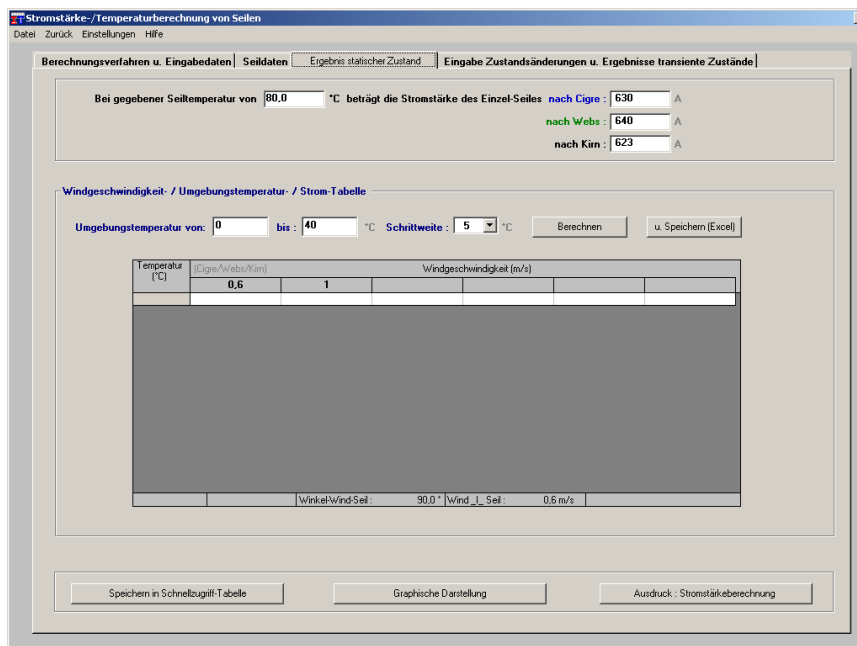 Stromstärke-/Temperaturberechnung von Seilen
Datei Zurück Einstellungen Hilfe
Berechnungsverfahren u. Eingabedaten Seildaten Ergebnis statischer Zustand Eingabe Zustandsänderungen u. Ergebnisse transiente Zustände
Bei gegebener Seiltemperatur von 80,0 °C beträgt die Stromstärke des Einzel-Seiles nach Cigre : 630 A
nach Webs : 640 A
nach Kirn : 623 A
Windgeschwindigkeit- / Umgebungstemperatur- / Strom-Tabelle
Umgebungstemperatur von: 0 bis : 40 °C Schrittweite : 5 °C Berechnen u. Speichern (Excel)
Temperatur (Cigre/Webs/Kirn) Windgeschwindigkeit (m/s)
(°C) 0,6 1
Winkel-Wind-Seil : 90,0 ° Wind _|_ Seil : 0,6 m/s
Speichern in Schnellzugriff-Tabelle Graphische Darstellung Ausdruck : Stromstärkeberechnung